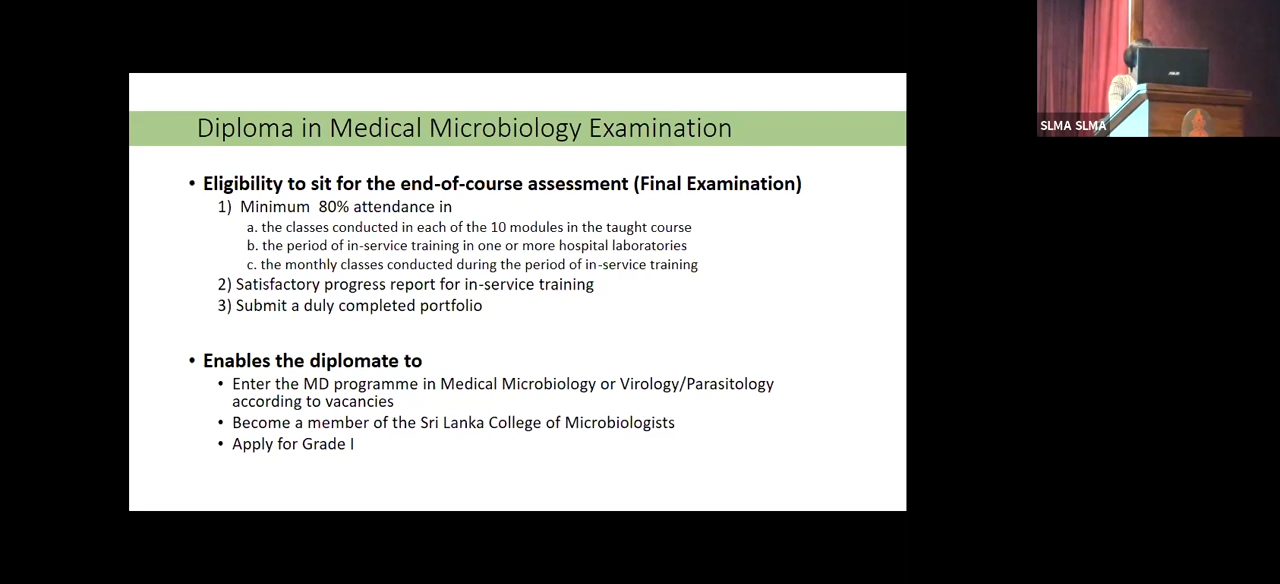 Diploma in Medical Microbiology Examination
• Eligibility to sit for the end-of-course assessment (Final Examination)
1) Minimum 80% attendance in
a. the classes conducted in each of the 10 modules in the taught course
b. the period of in-service training in one or more hospital laboratories
c. the monthly classes conducted during the period of in-service training
2) Satisfactory progress report for in-service training
3) Submit a duly completed portfolio
• Enables the diplomate to
• Enter the MD programme in Medical Microbiology or Virology/Parasitology
according to vacancies
• Become a member of the Sri Lanka College of Microbiologists
• Apply for Grade I
ASUS
SLMA SLMA